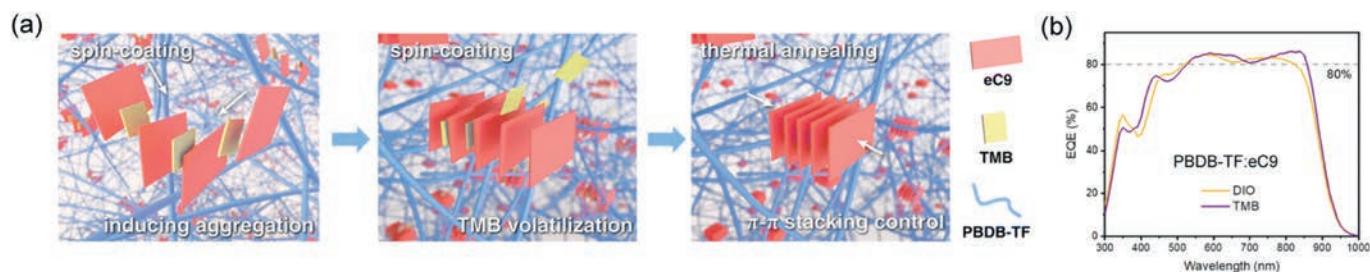 (a)
spin-coating
inducing aggregation
spin-coating
TMB volatilization
thermal annealing
π-π stacking control
eC9
TMB
PBDB-TF
(b)
EQE (%)
80
60
40
20
0
80%
PBDB-TF:eC9
DIO
TMB
300 400 500 600 700 800 900 1000
Wavelength (nm)